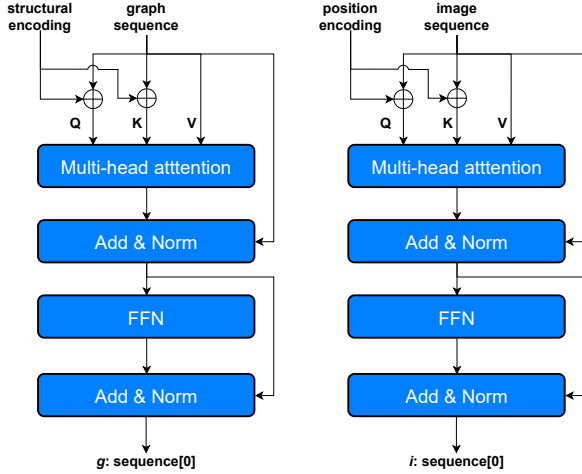 structural
encoding
graph
sequence
Q
K
V
Multi-head atttention
Add & Norm
FFN
Add & Norm
g: sequence[0]
position
encoding
image
sequence
Q
K
V
Multi-head atttention
Add & Norm
FFN
Add & Norm
i: sequence[0]